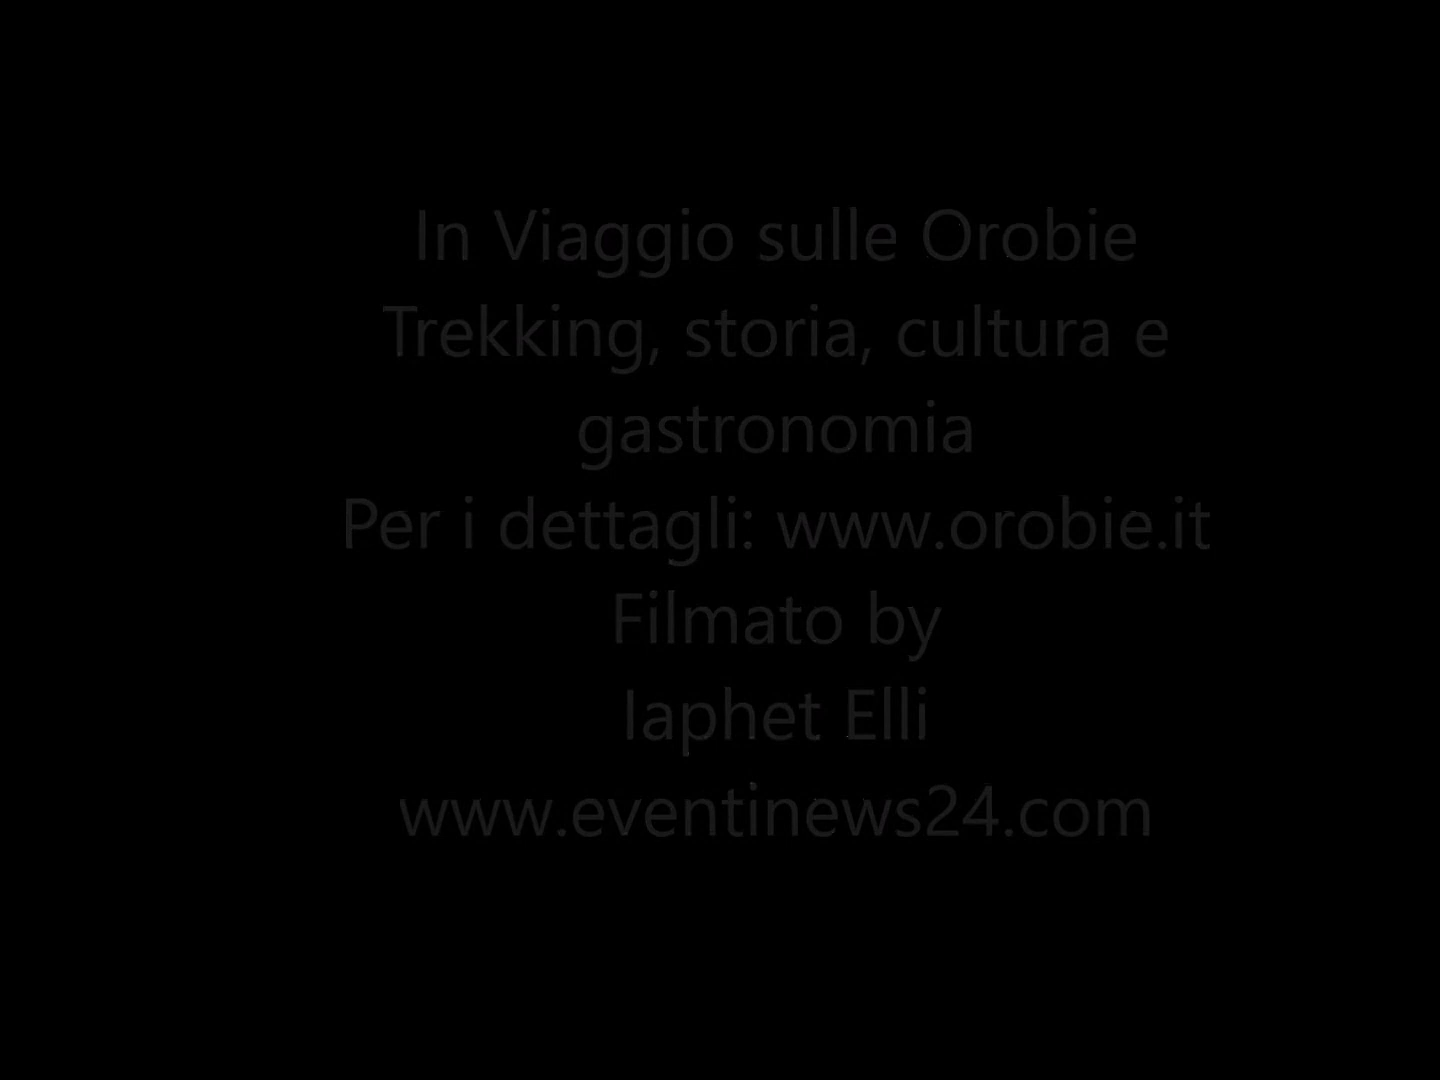 In Viaggio sulle Orobie
Trekking, storia, cultura e
gastronomia
Per i dettagli: www.orobie.it
Filmato by
Iaphet Elli
www.eventinews24.com